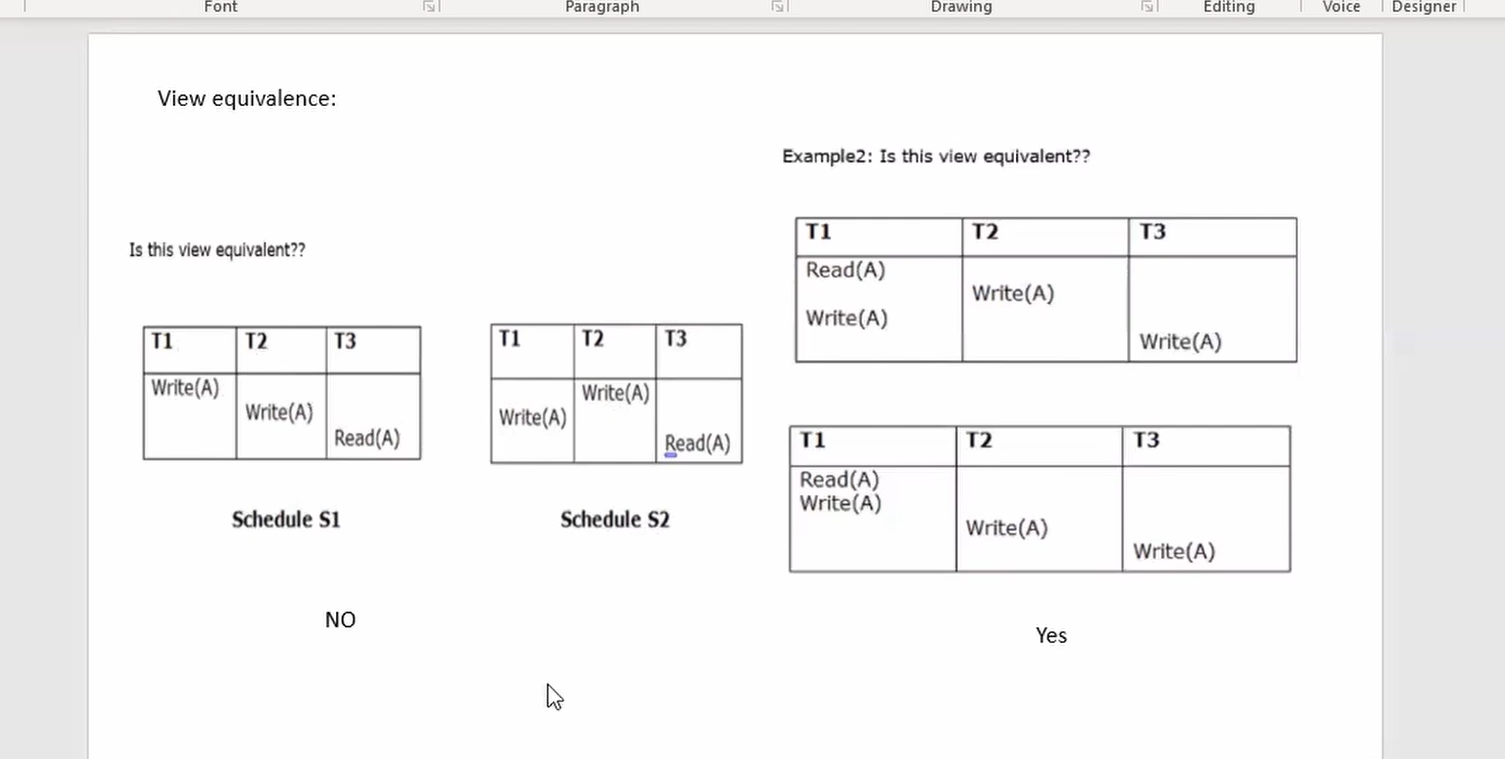 Font Paragraph Drawing Editing Voice Designer
View equivalence:
Is this view equivalent??
T1 T2 T3
Write(A)
Write(A)
Read(A)
Schedule S1
T1 T2 T3
Write(A)
Write(A)
Read(A)
Schedule S2
NO
Example2: Is this view equivalent??
T1 T2 T3
Read(A)
Write(A)
Write(A)
Write(A)
T1 T2 T3
Read(A)
Write(A)
Write(A)
Write(A)
Yes